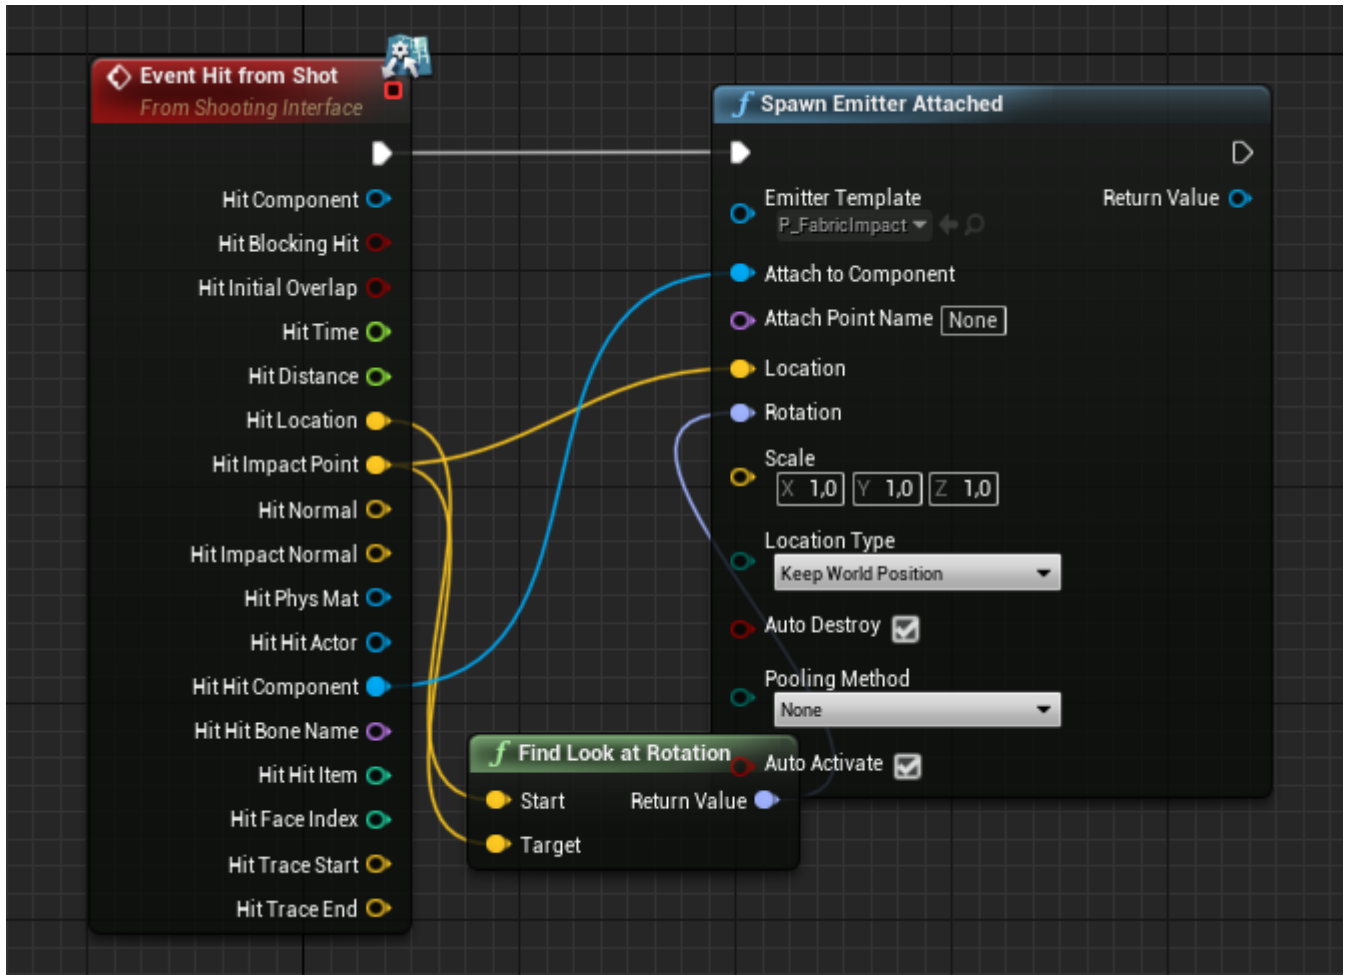 Event Hit from Shot
From Shooting Interface
Hit Component
Hit Blocking Hit
Hit Initial Overlap
Hit Time
Hit Distance
Hit Location
Hit Impact Point
Hit Normal
Hit Impact Normal
Hit Phys Mat
Hit Hit Actor
Hit Hit Component
Hit Hit Bone Name
Hit Hit Item
Hit Face Index
Hit Trace Start
Hit Trace End
f Find Look at Rotation
Start Return Value
Target
f Spawn Emitter Attached
Emitter Template Return Value
P_FabricImpact
Attach to Component
Attach Point Name None
Location
Rotation
Scale
X 1,0 Y 1,0 Z 1,0
Location Type
Keep World Position
Auto Destroy
Pooling Method
None
Auto Activate